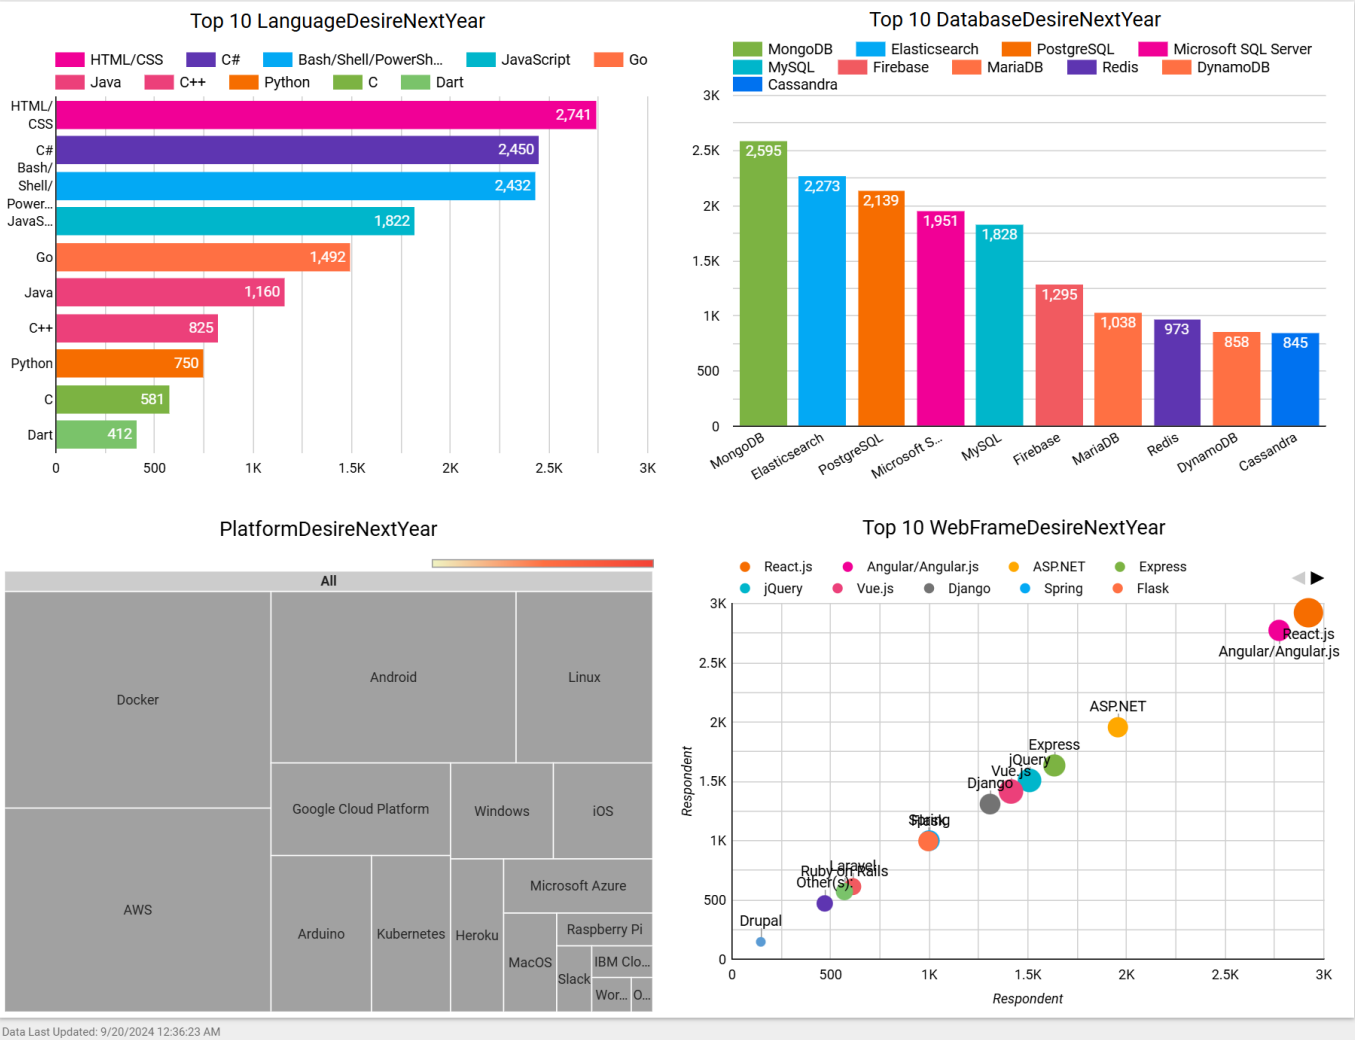 Top 10 LanguageDesireNextYear
HTML/CSS C# Bash/Shell/PowerSh... JavaScript Go
Java C++ Python C Dart
HTML/
CSS
2,741
C#
2,450
Bash/
Shell/
Power...
2,432
JavaS...
1,822
Go
1,492
Java
1,160
C++
825
Python
750
C
581
Dart
412
0 500 1K 1.5K 2K 2.5K 3K
Top 10 DatabaseDesireNextYear
MongoDB Elasticsearch PostgreSQL Microsoft SQL Server
MySQL Firebase MariaDB Redis DynamoDB
Cassandra
3K
2.5K
2K
1.5K
1K
500
0
2,595
2,273
2,139
1,951
1,828
1,295
1,038
973
858
845
MongoDB Elasticsearch PostgreSQL Microsoft S... MySQL Firebase MariaDB Redis DynamoDB Cassandra
PlatformDesireNextYear
All
Docker
Android
Linux
AWS
Google Cloud Platform
Windows
iOS
Arduino
Kubernetes
Heroku
Microsoft Azure
MacOS
Raspberry Pi
Slack
IBM Clo...
Wor...
O...
Top 10 WebFrameDesireNextYear
React.js Angular/Angular.js ASP.NET Express
jQuery Vue.js Django Spring Flask
3K
2.5K
2K
1.5K
1K
500
0
Respondent
React.js
Angular/Angular.js
ASP.NET
Express
jQuery
Vue.js
Django
Spring
Flask
Laravel
Ruby on Rails
Other(s):
Drupal
0 500 1K 1.5K 2K 2.5K 3K
Respondent
Data Last Updated: 9/20/2024 12:36:23 AM